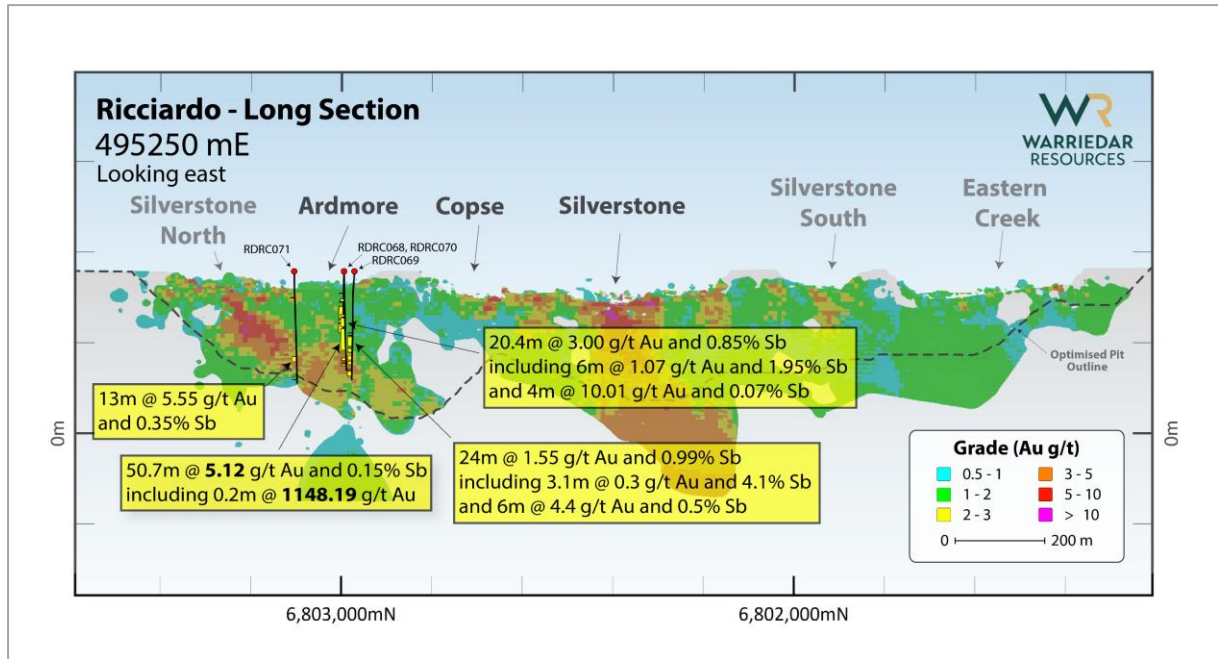 Ricciardo - Long Section
495250 mE
Looking east
WR
WARRIEDAR
RESOURCES
Silverstone
North
Ardmore
Copse
Silverstone
Silverstone
South
Eastern
Creek
RDRC071
RDRC068, RDRC070
RDRC069
20.4m @ 3.00 g/t Au and 0.85% Sb
including 6m @ 1.07 g/t Au and 1.95% Sb
and 4m @ 10.01 g/t Au and 0.07% Sb
Optimised Pit
Outline
13m @ 5.55 g/t Au
and 0.35% Sb
50.7m @ 5.12 g/t Au and 0.15% Sb
including 0.2m @ 1148.19 g/t Au
24m @ 1.55 g/t Au and 0.99% Sb
including 3.1m @ 0.3 g/t Au and 4.1% Sb
and 6m @ 4.4 g/t Au and 0.5% Sb
0m
0m
Grade (Au g/t)
0.5 - 1
3 - 5
1 - 2
5 - 10
2 - 3
> 10
0 200 m
6,803,000mN
6,802,000mN